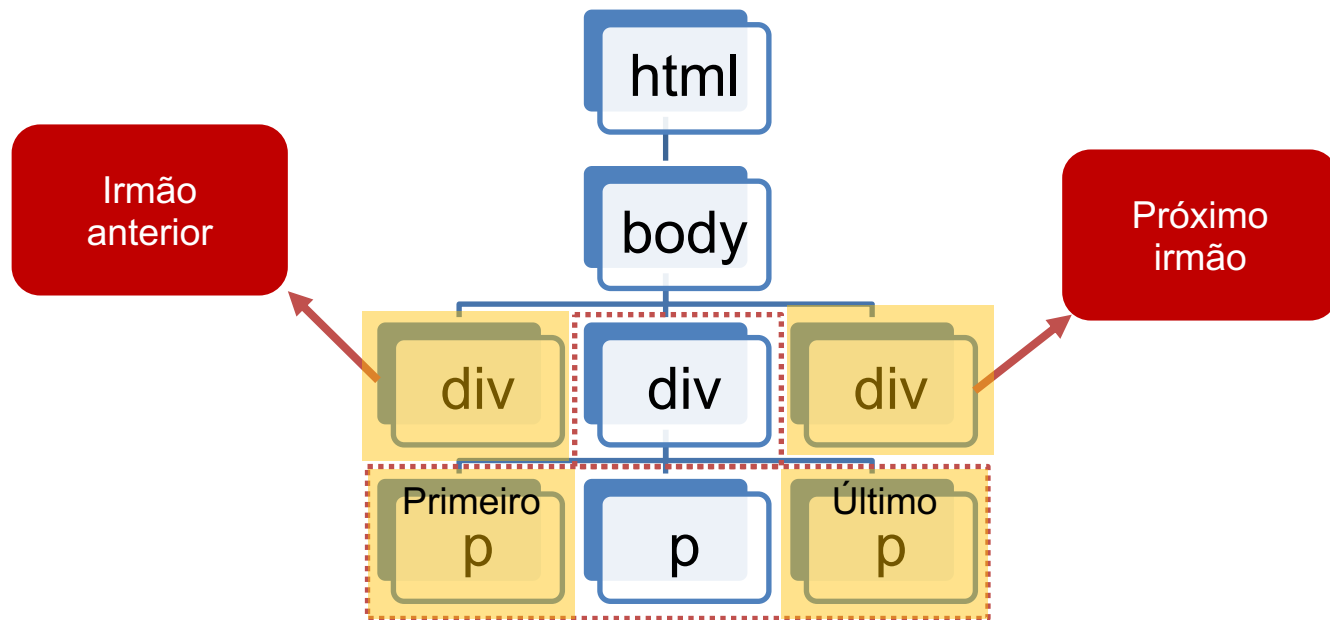 html
Irmão
anterior
body
Próximo
irmão
div
div
div
Primeiro
p
p
Último
p